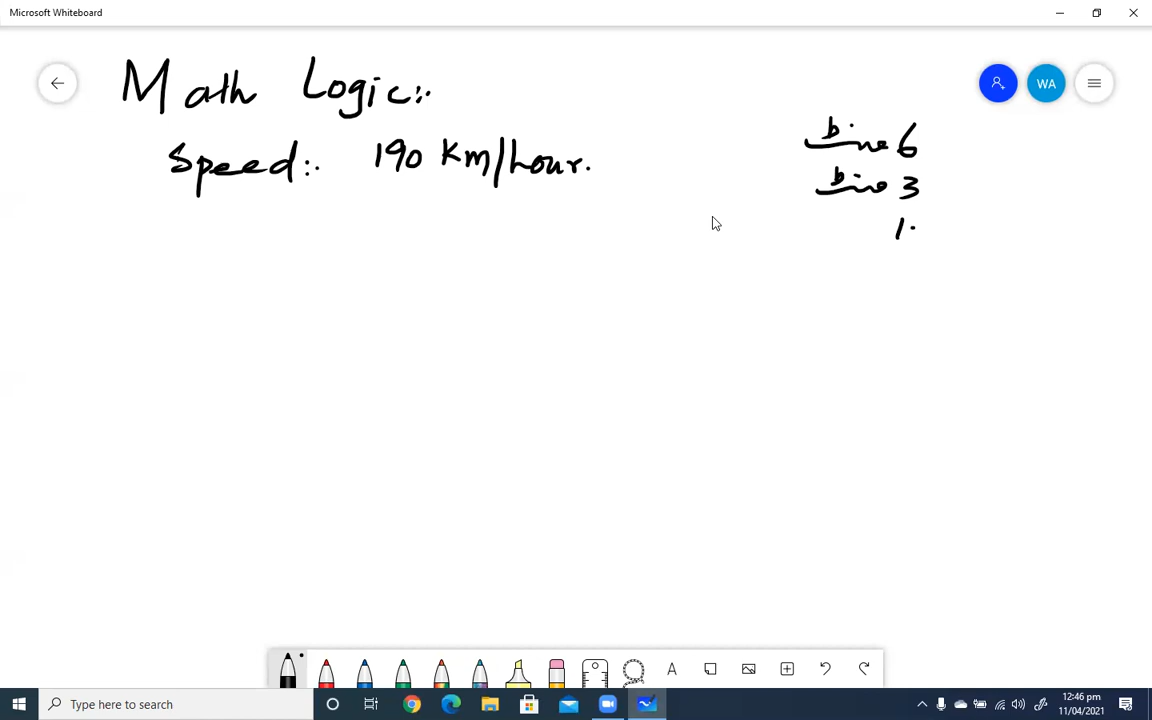 Microsoft Whiteboard
Math Logic:.
Speed:. 190 Km/hour.
6
3
1.
WA
A
Type here to search
12:46 pm
11/04/2021